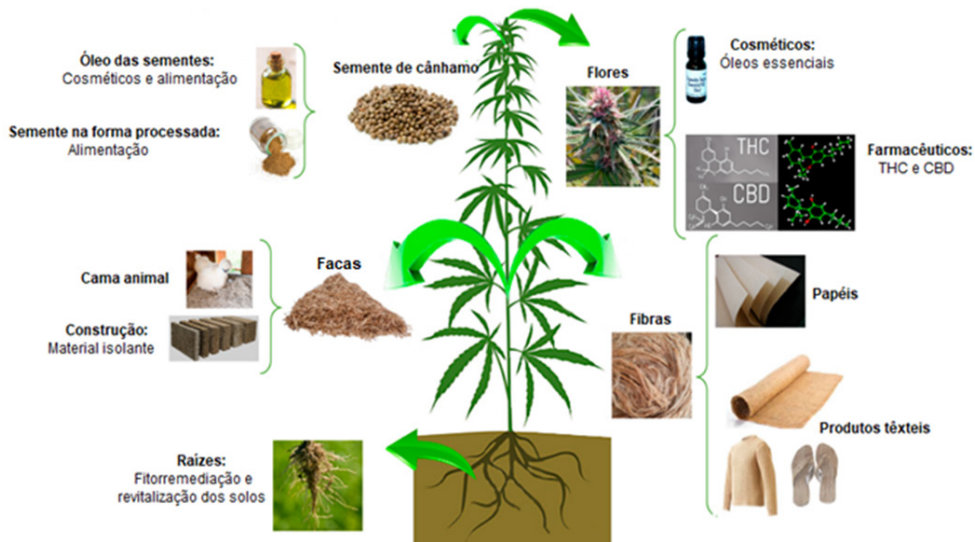 Óleo das sementes:
Cosméticos e alimentação
Semente na forma processada:
Alimentação
Semente de cânhamo
Flores
Cosméticos:
Óleos essenciais
THC
CBD
Farmacêuticos:
THC e CBD
Cama animal
Construção:
Material isolante
Facas
Fibras
Papéis
Produtos têxteis
Raízes:
Fitorremediação e
revitalização dos solos